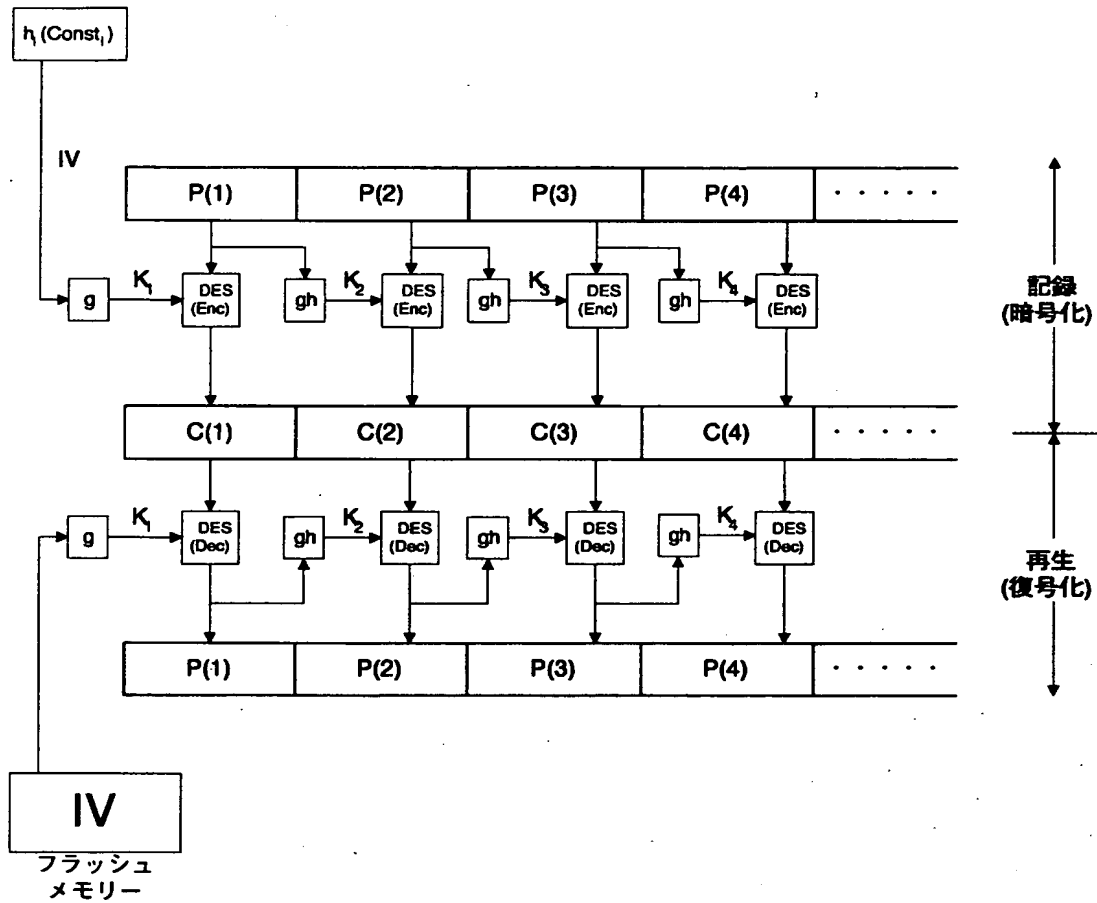 h₁(Const₁)
IV
P(1) P(2) P(3) P(4) · · · · ·
g K₁ DES (Enc) gh K₂ DES (Enc) gh K₃ DES (Enc) gh K₄ DES (Enc)
記録
(暗号化)
C(1) C(2) C(3) C(4) · · · · ·
g K₁ DES (Dec) gh K₂ DES (Dec) gh K₃ DES (Dec) gh K₄ DES (Dec)
再生
(復号化)
P(1) P(2) P(3) P(4) · · · · ·
IV
フラッシュ
メモリー